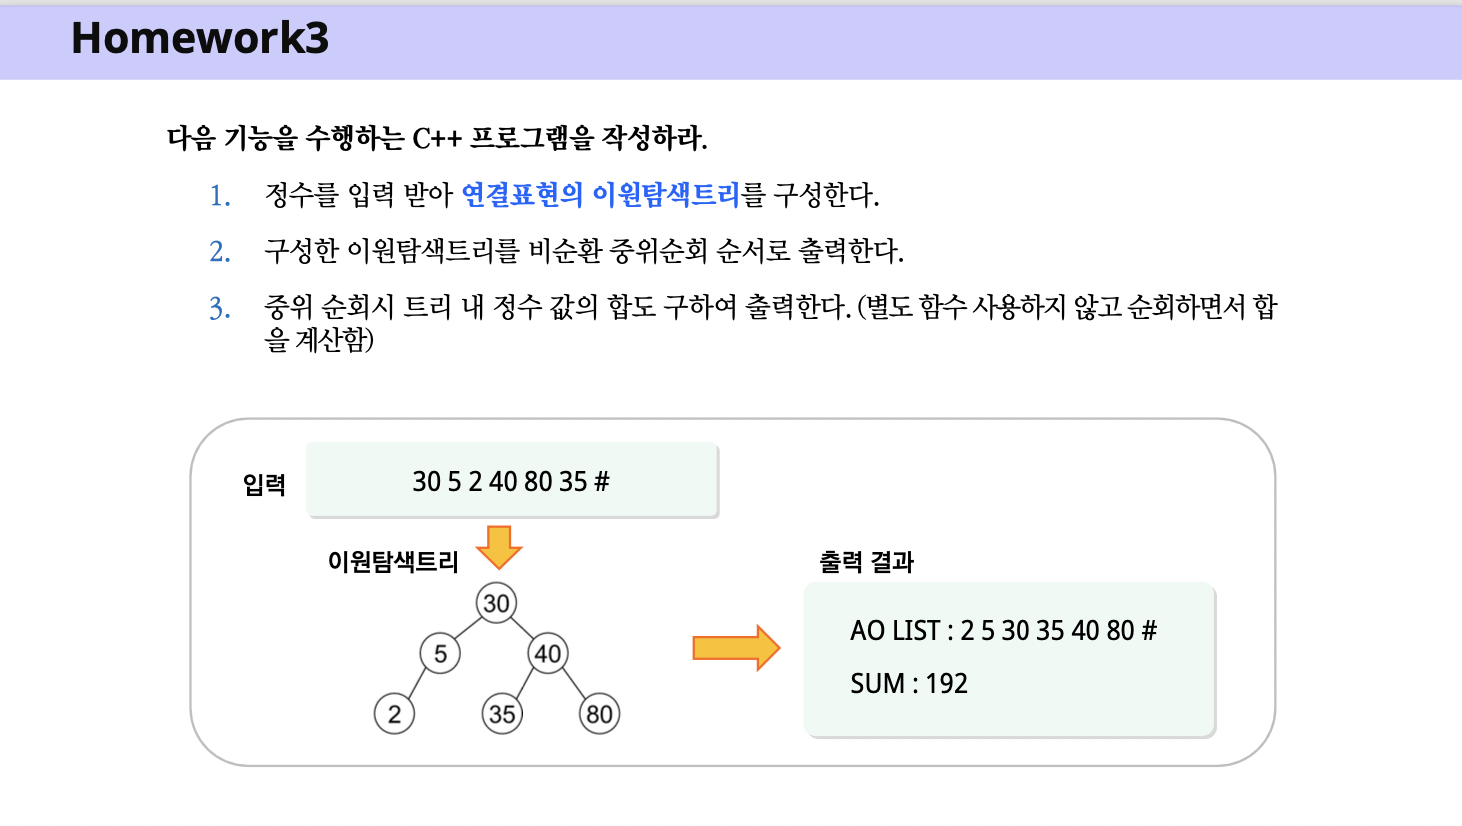 Homework3
다음 기능을 수행하는 C++ 프로그램을 작성하라.
1. 정수를 입력 받아 연결표현의 이원탐색트리를 구성한다.
2. 구성한 이원탐색트리를 비순환 중위순회 순서로 출력한다.
3. 중위 순회시 트리 내 정수 값의 합도 구하여 출력한다. (별도 함수 사용하지 않고 순회하면서 합
을 계산함)
입력
30 5 2 40 80 35 #
이원탐색트리
30
5
40
2
35
80
출력 결과
AO LIST : 2 5 30 35 40 80 #
SUM : 192